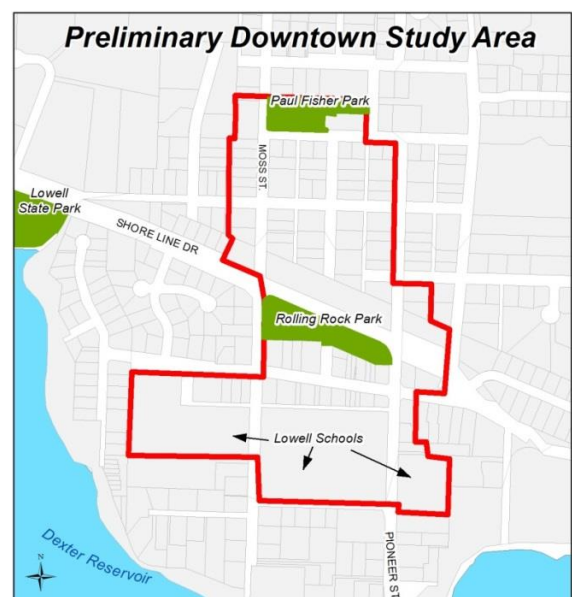 Preliminary Downtown Study Area
Paul Fisher Park
MOSS ST.
Lowell
State Park
SHORE LINE DR
Rolling Rock Park
Lowell Schools
Dexter Reservoir
PIONEER ST
N